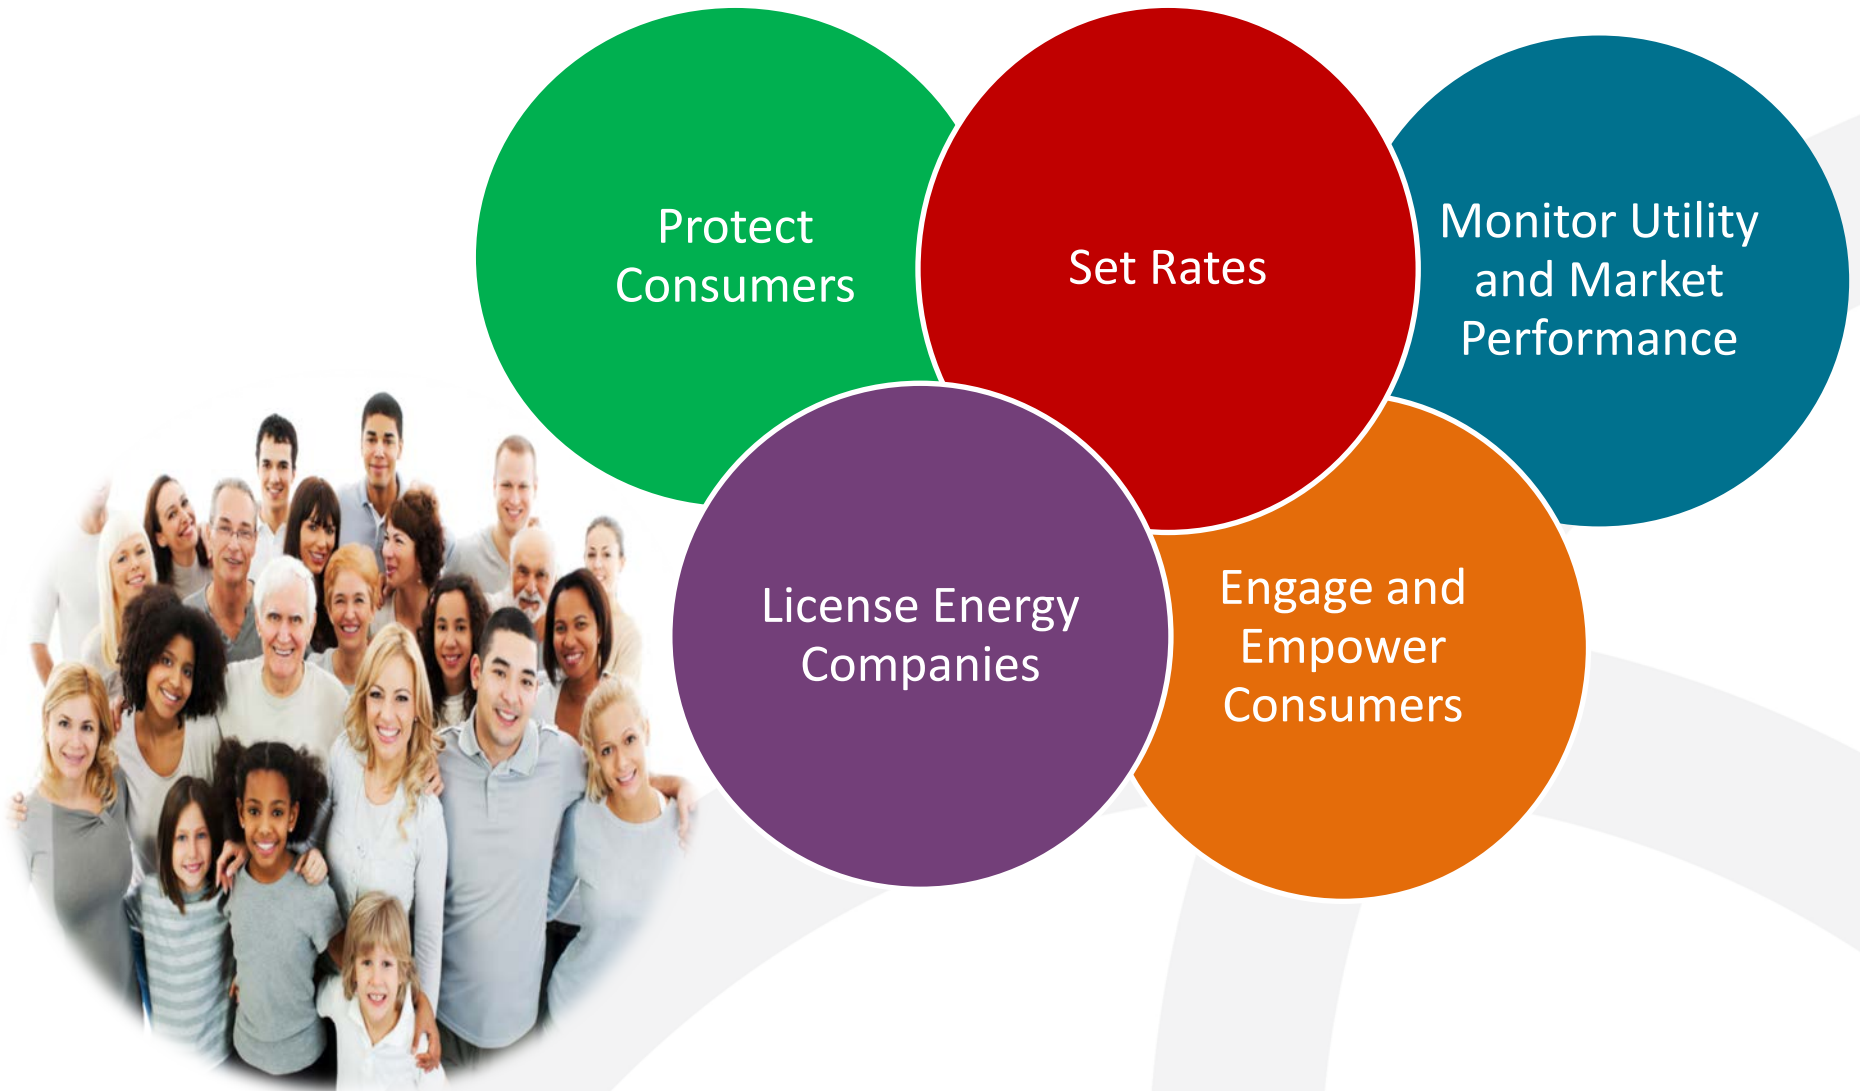 Protect
Consumers
Set Rates
Monitor Utility
and Market
Performance
License Energy
Companies
Engage and
Empower
Consumers